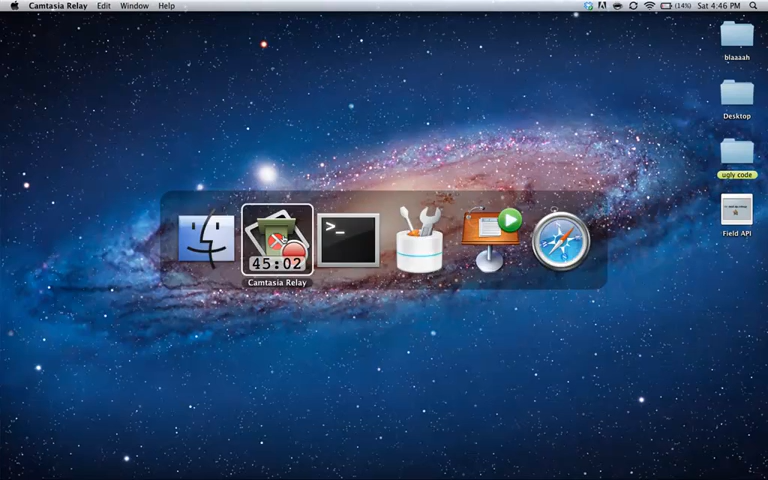 Camtasia Relay Edit Window Help (14%) Sat 4:46 PM
blaaaah
Desktop
ugly code
Field API
>_
45:02
Camtasia Relay